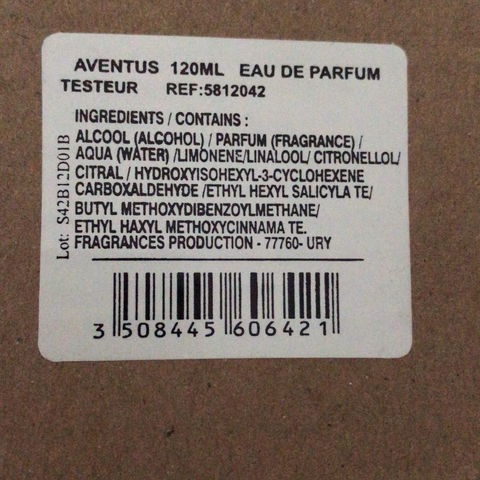 AVENTUS 120ML EAU DE PARFUM
TESTEUR REF:5812042
INGREDIENTS / CONTAINS :
ALCOOL (ALCOHOL) / PARFUM (FRAGRANCE) /
AQUA (WATER) /LIMONENE/LINALOOL/ CITRONELLOL/
CITRAL / HYDROXYISOHEXYL-3-CYCLOHEXENE
CARBOXALDEHYDE /ETHYL HEXYL SALICYLA TE/
BUTYL METHOXYDIBENZOYLMETHANE/
ETHYL HAXYL METHOXYCINNAMA TE.
FRAGRANCES PRODUCTION - 77760- URY
Lot: S42B12D01B
3 508445 606421